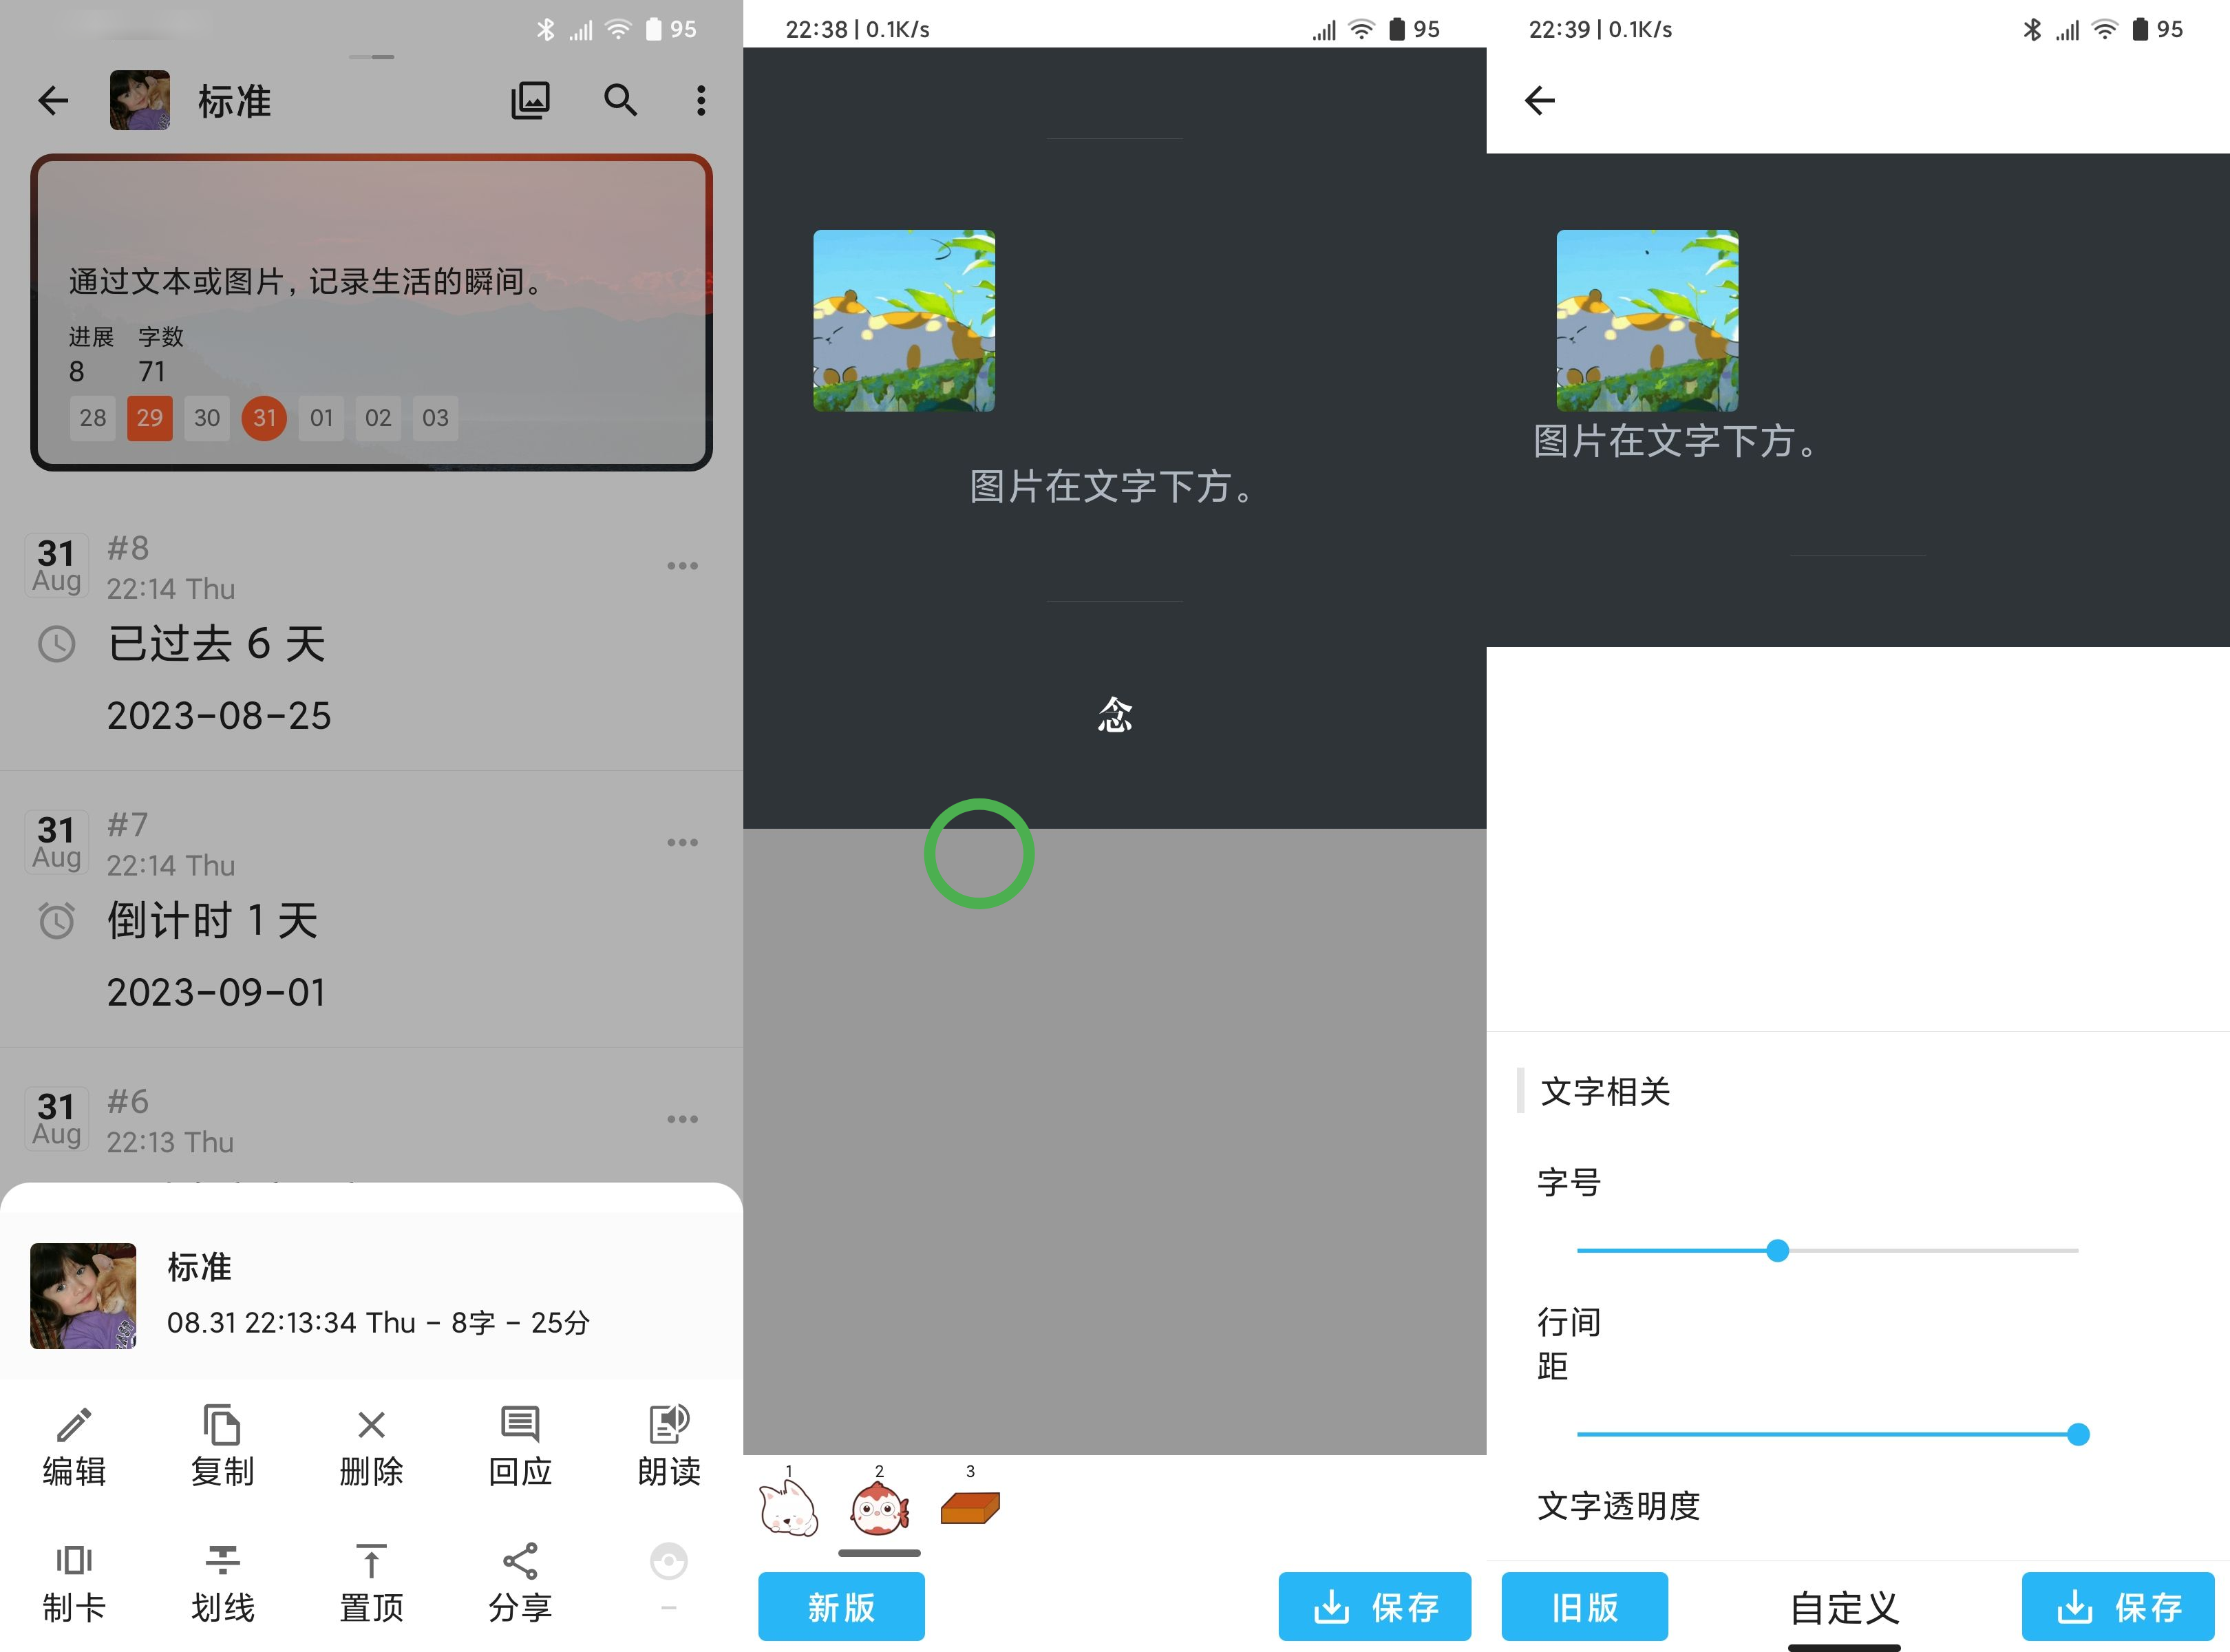 95
标准
通过文本或图片，记录生活的瞬间。
进展 字数
8 71
28 29 30 31 01 02 03
31 Aug
#8
22:14 Thu
已过去 6 天
2023-08-25
31 Aug
#7
22:14 Thu
倒计时 1 天
2023-09-01
31 Aug
#6
22:13 Thu
标准
08.31 22:13:34 Thu - 8字 - 25分
编辑 复制 删除 回应 朗读
制卡 划线 置顶 分享 –
22:38 | 0.1K/s 95
图片在文字下方。
念
1 2 3
新版 保存
22:39 | 0.1K/s 95
图片在文字下方。
文字相关
字号
行间
距
文字透明度
旧版 自定义 保存